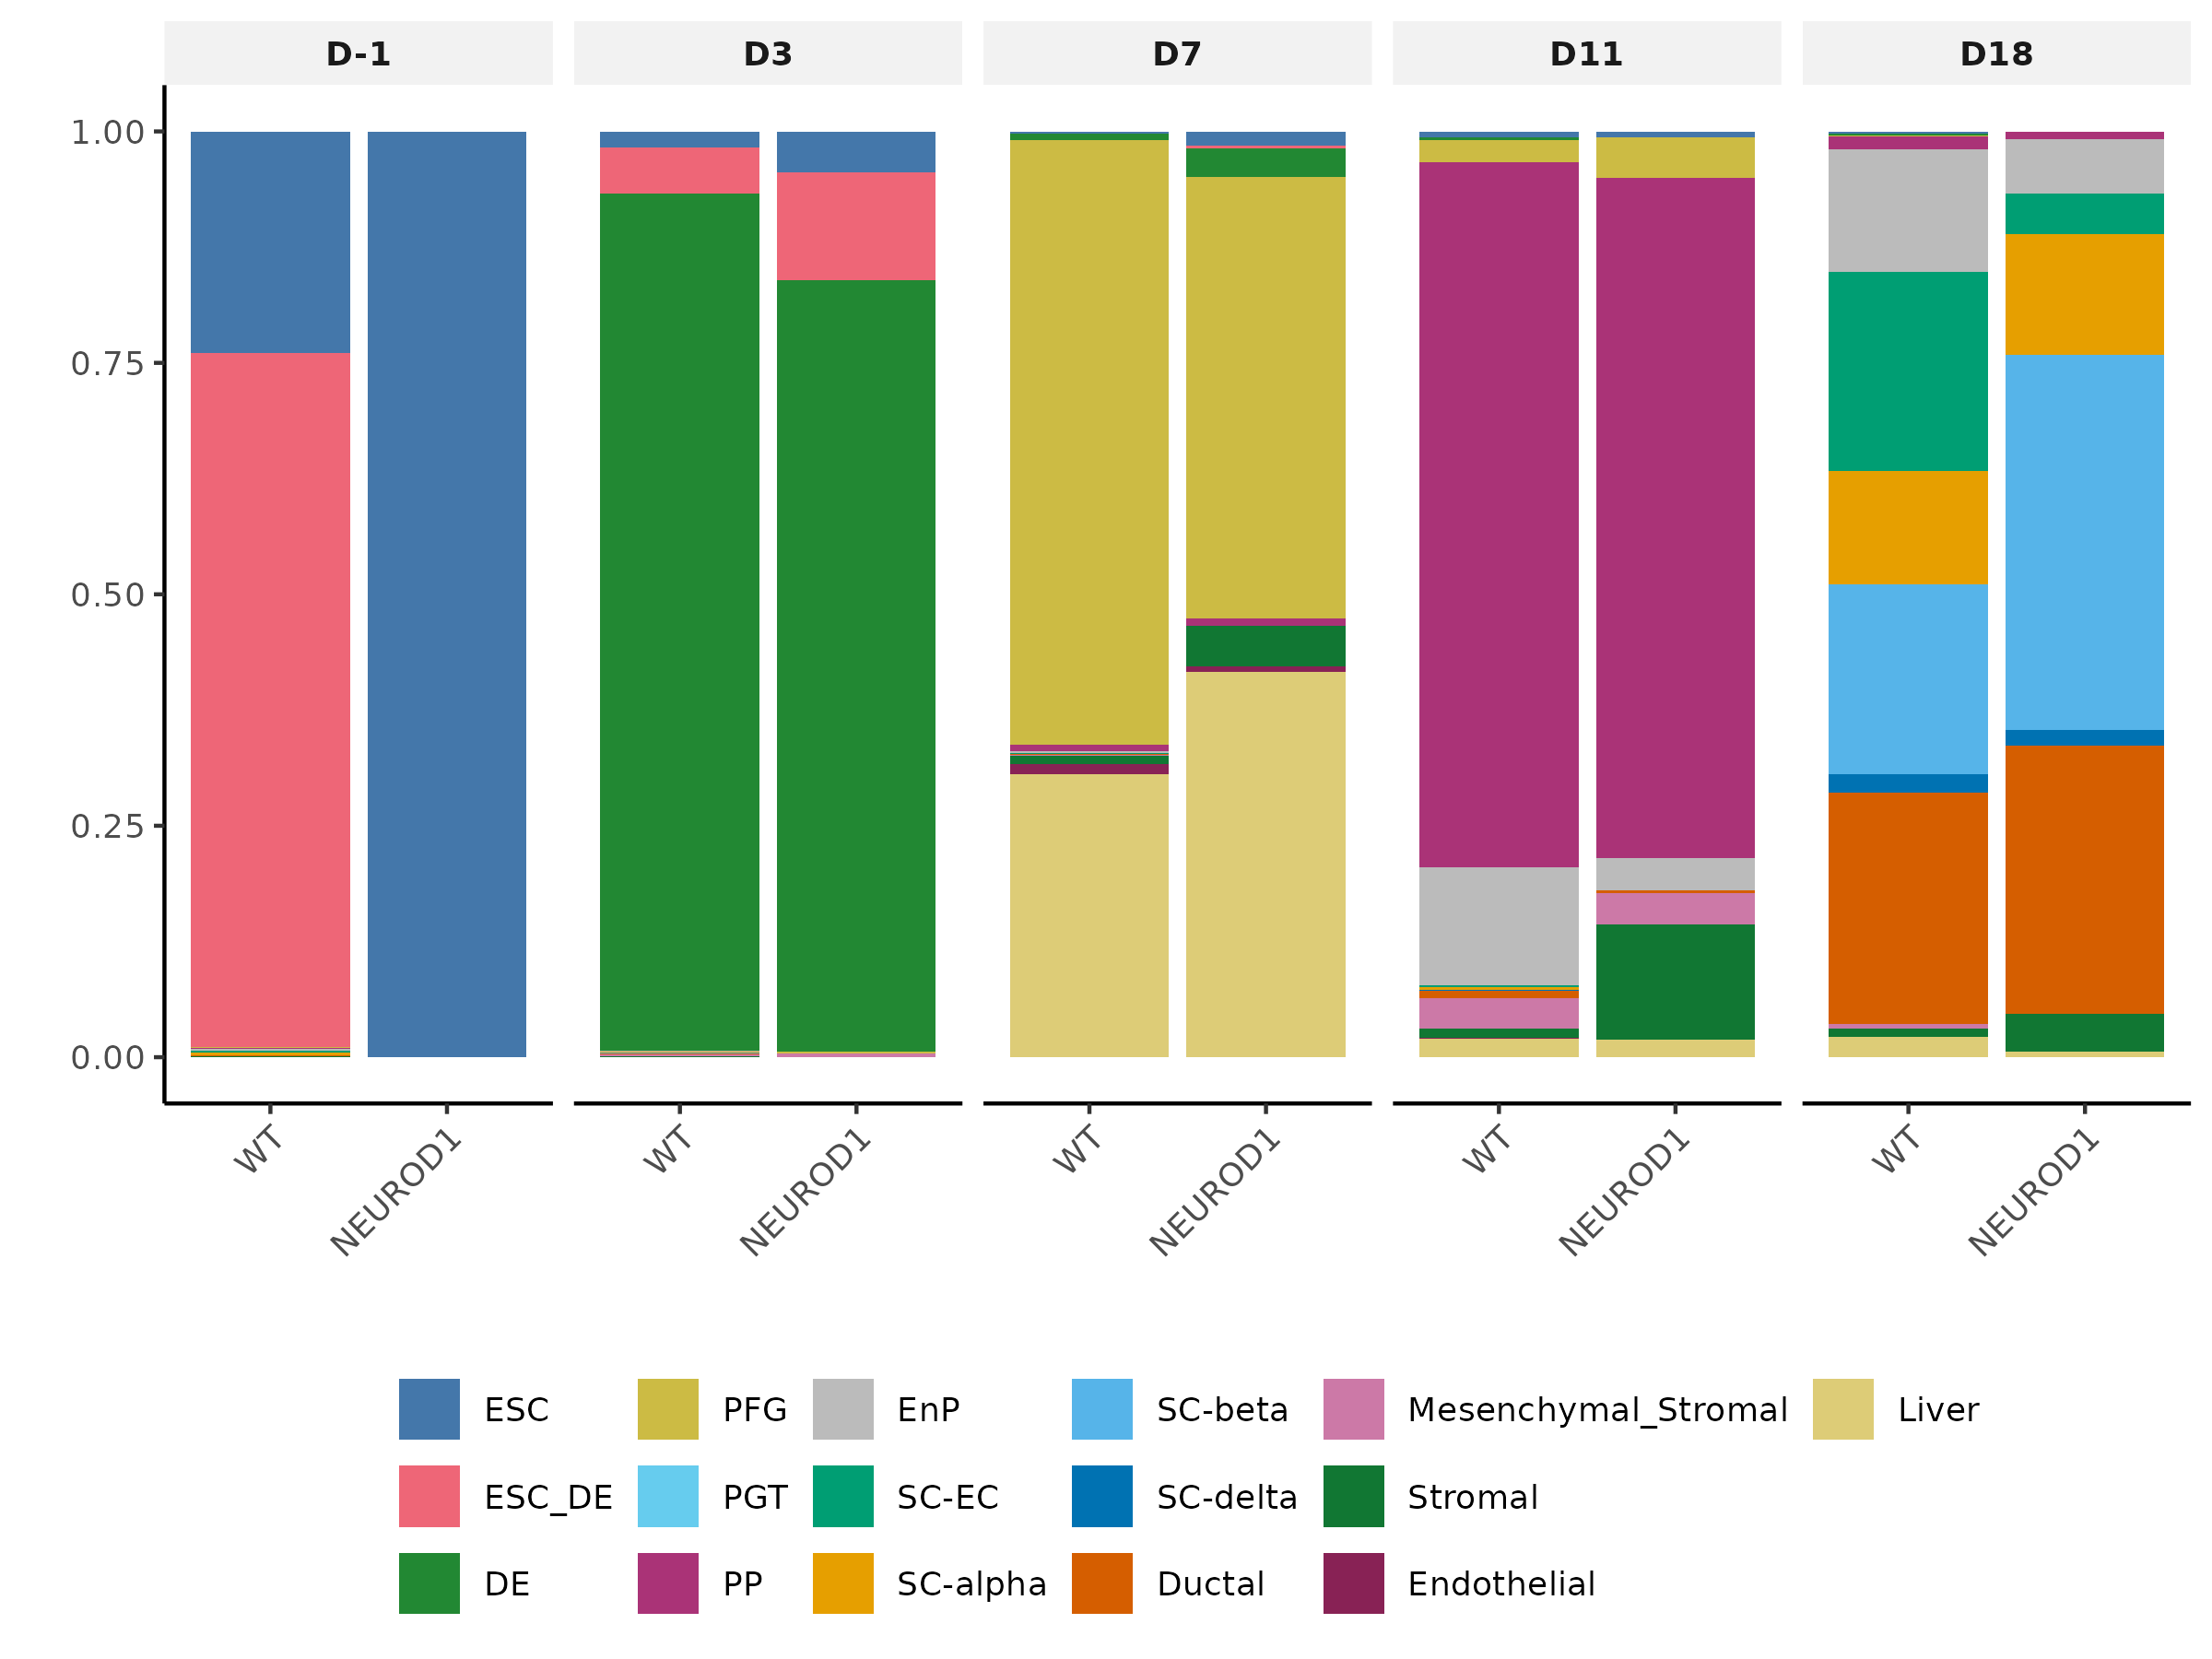 D-1 D3 D7 D11 D18
1.00
0.75
0.50
0.25
0.00
WT NEUROD1 WT NEUROD1 WT NEUROD1 WT NEUROD1 WT NEUROD1
ESC PFG EnP SC-beta Mesenchymal_Stromal Liver
ESC_DE PGT SC-EC SC-delta Stromal
DE PP SC-alpha Ductal Endothelial